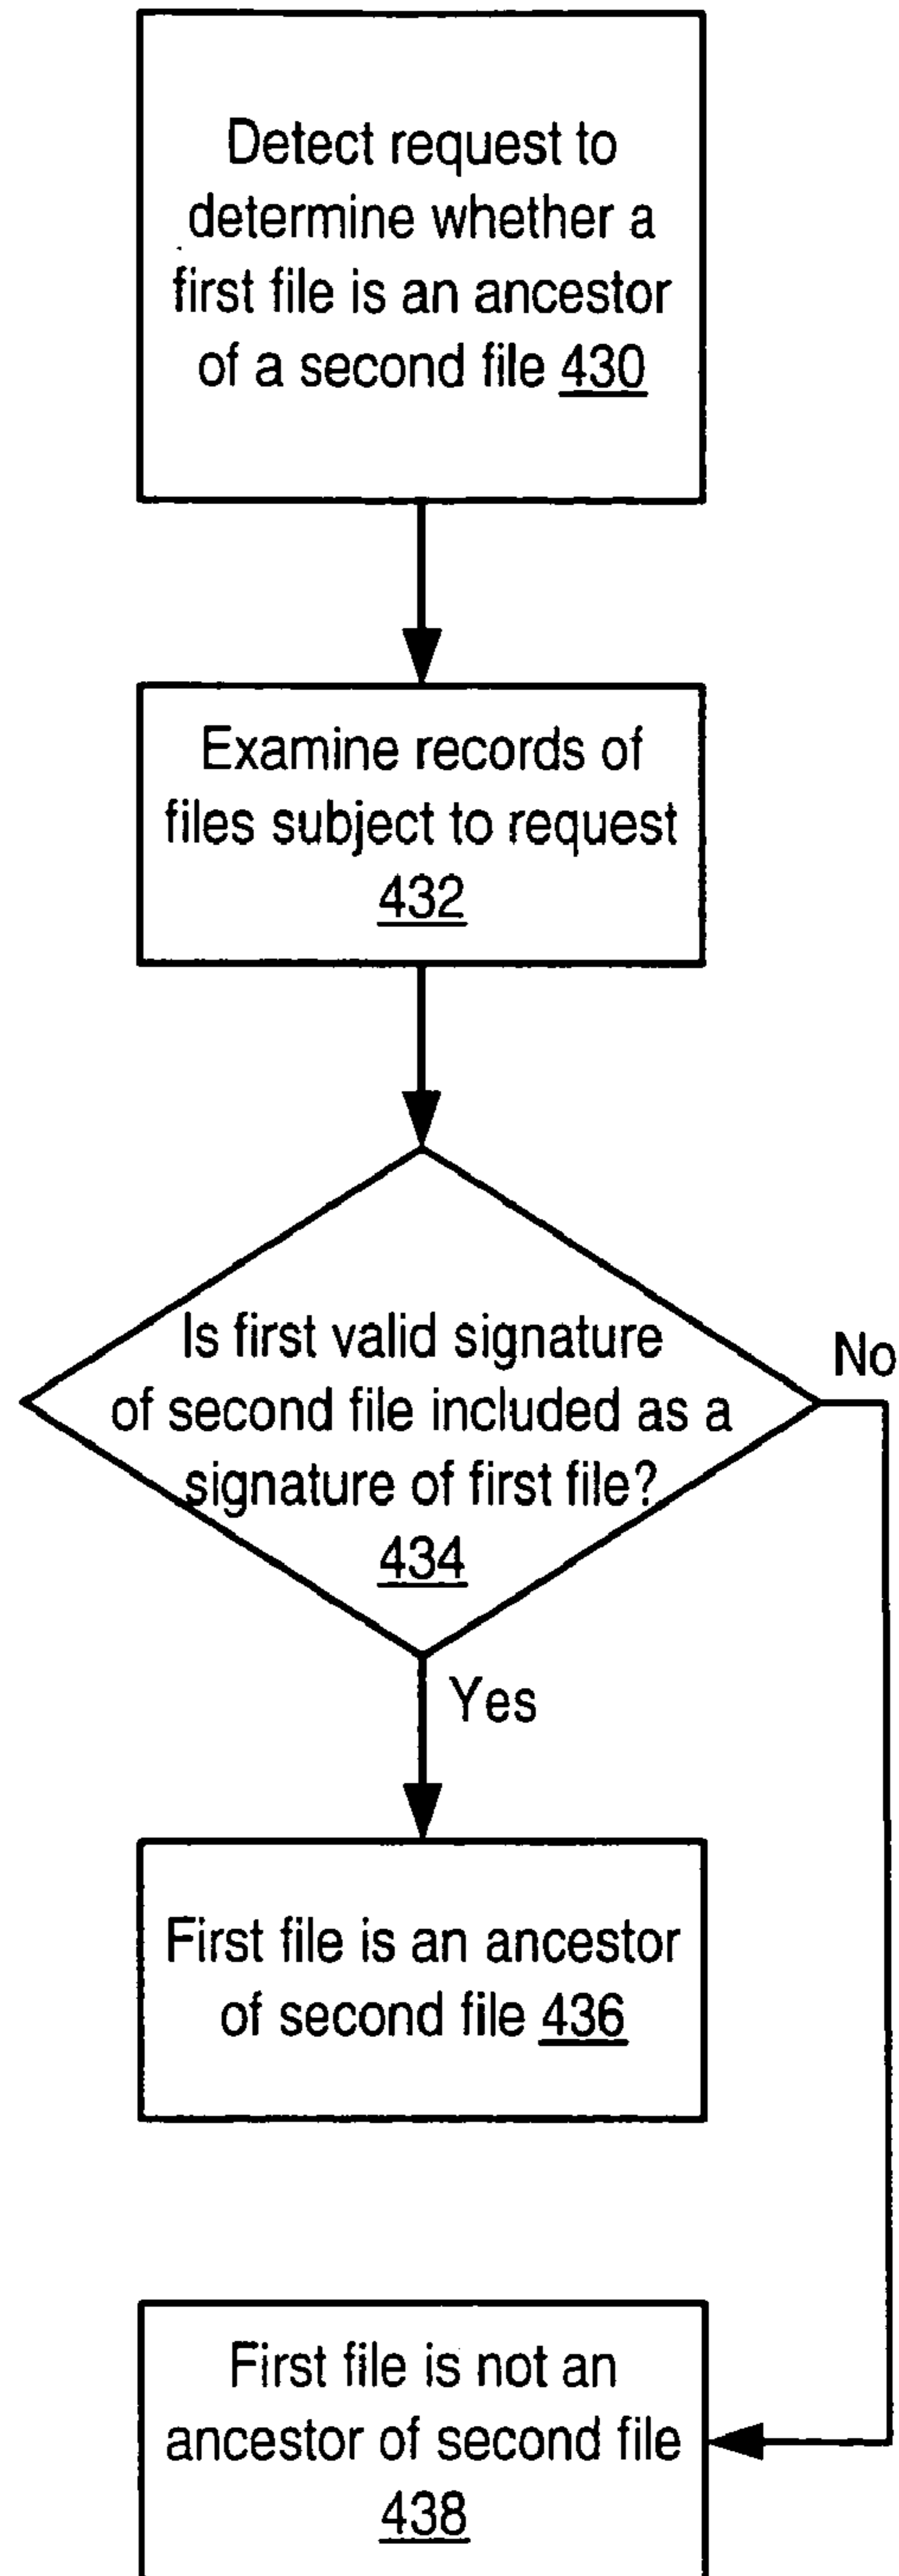 Detect request to
determine whether a
first file is an ancestor
of a second file 430
Examine records of
files subject to request
432
Is first valid signature
of second file included as a
signature of first file?
434
No
Yes
First file is an ancestor
of second file 436
First file is not an
ancestor of second file
438